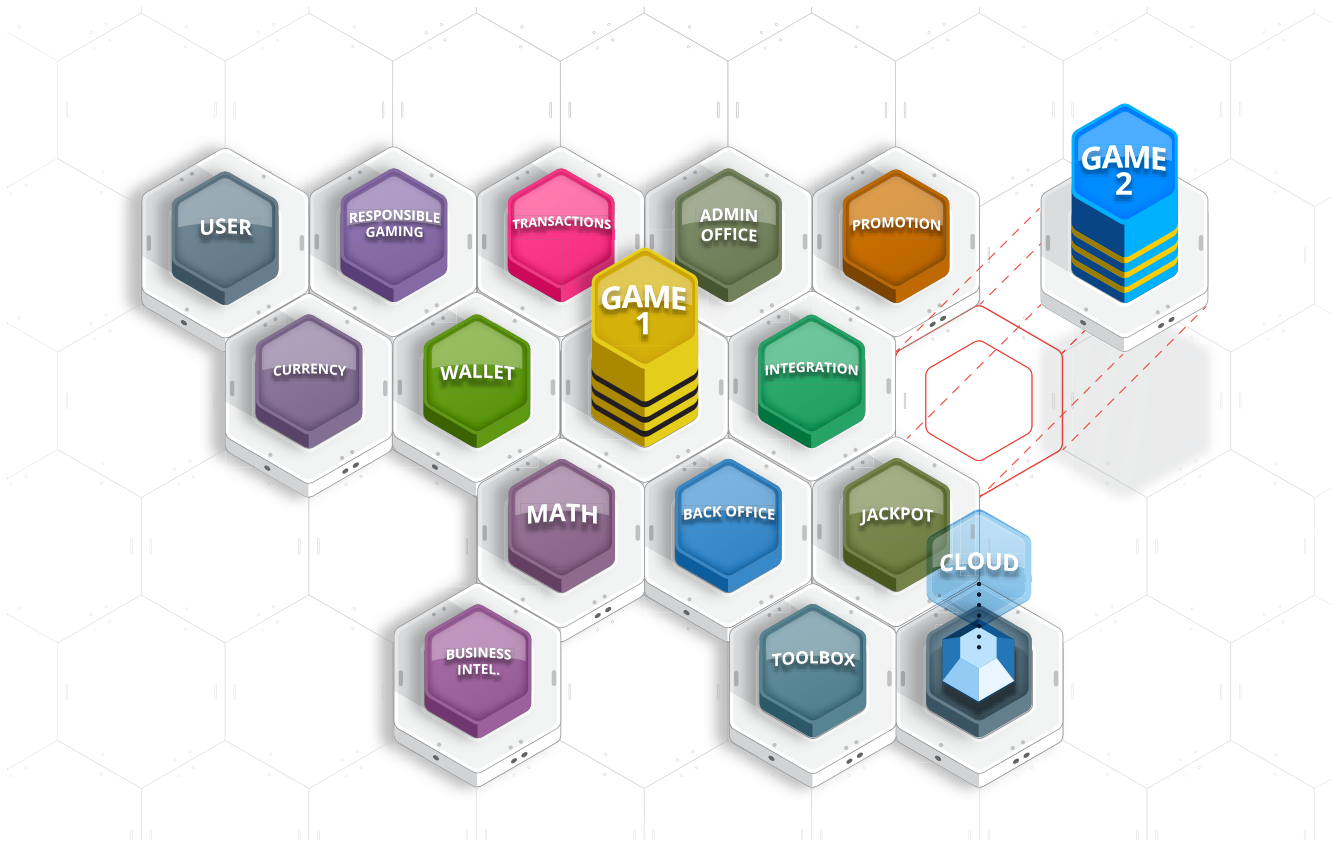 GAME
2
USER
RESPONSIBLE
GAMING
TRANSACTIONS
ADMIN
OFFICE
PROMOTION
GAME
1
CURRENCY
WALLET
INTEGRATION
MATH
BACK OFFICE
JACKPOT
CLOUD
BUSINESS
INTEL.
TOOLBOX